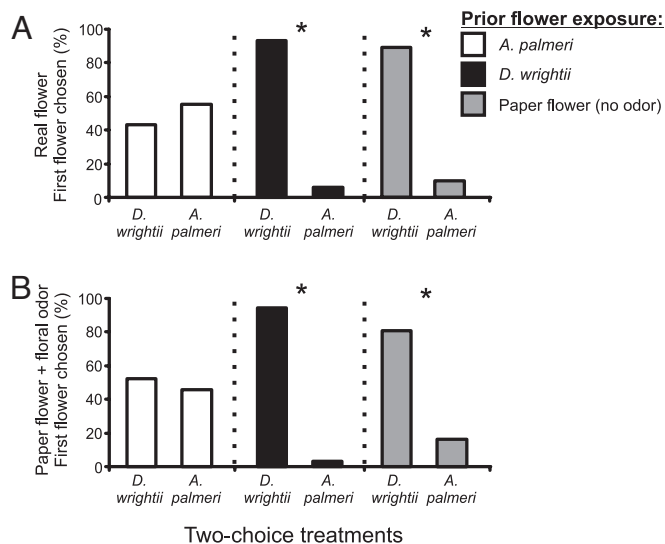 A
Real flower
First flower chosen (%)
100
80
60
40
20
0
*
*
D.
wrightii
A.
palmeri
D.
wrightii
A.
palmeri
D.
wrightii
A.
palmeri
Prior flower exposure:
A. palmeri
D. wrightii
Paper flower (no odor)
B
Paper flower + floral odor
First flower chosen (%)
100
80
60
40
20
0
*
*
D.
wrightii
A.
palmeri
D.
wrightii
A.
palmeri
D.
wrightii
A.
palmeri
Two-choice treatments